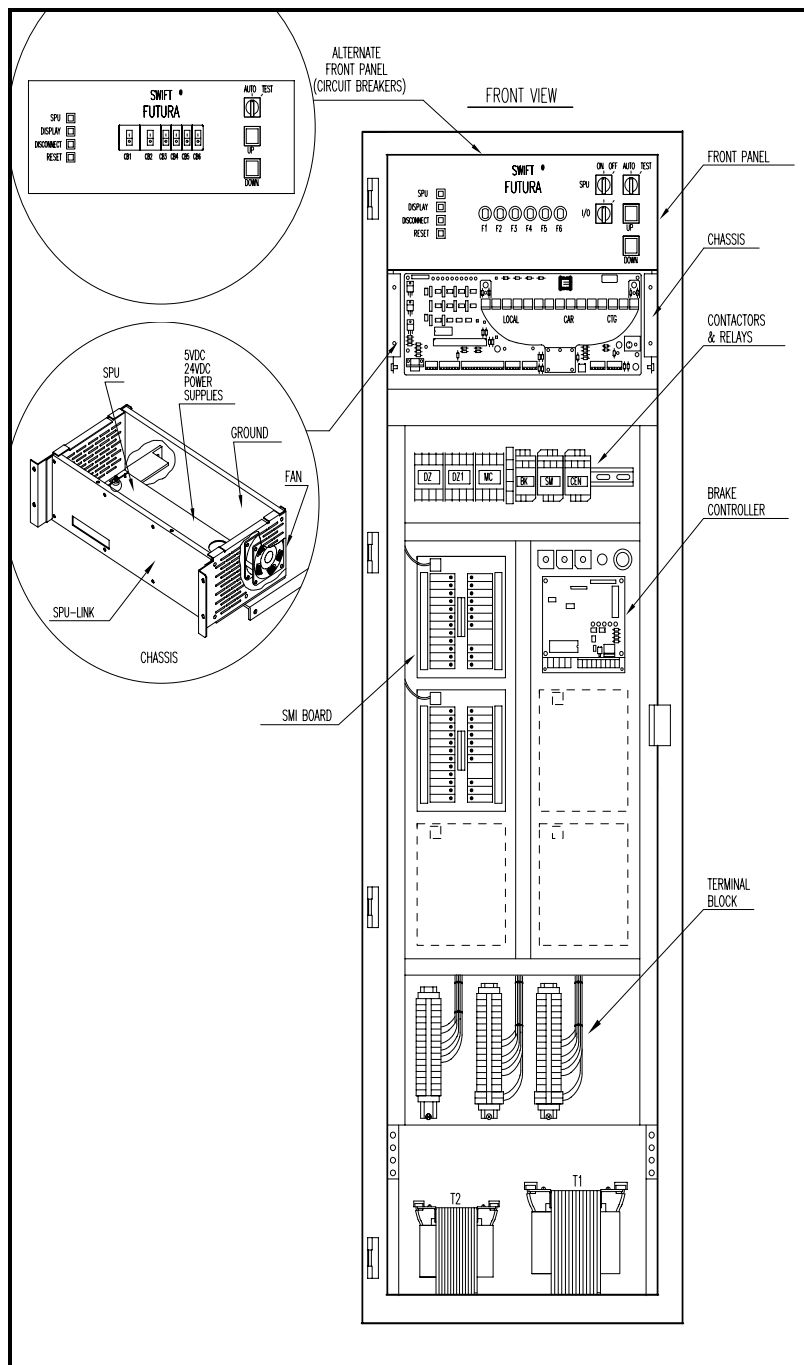 ALTERNATE
FRONT PANEL
(CIRCUIT BREAKERS)
FRONT VIEW
SWIFT
FUTURA
AUTO TEST
SPU
DISPLAY
DISCONNECT
RESET
CB1 CB2 CB3 CB4 CB5 CB6
UP
DOWN
SWIFT
FUTURA
ON OFF AUTO TEST
SPU
I/O
SPU
DISPLAY
DISCONNECT
RESET
F1 F2 F3 F4 F5 F6
UP
DOWN
FRONT PANEL
CHASSIS
LOCAL CAR CTG
CONTACTORS
& RELAYS
5VDC
24VDC
POWER
SUPPLIES
SPU
GROUND
FAN
SPU-LINK
CHASSIS
DZ DZ1 MC BK SM CEN
BRAKE
CONTROLLER
SMI BOARD
TERMINAL
BLOCK
T2
T1